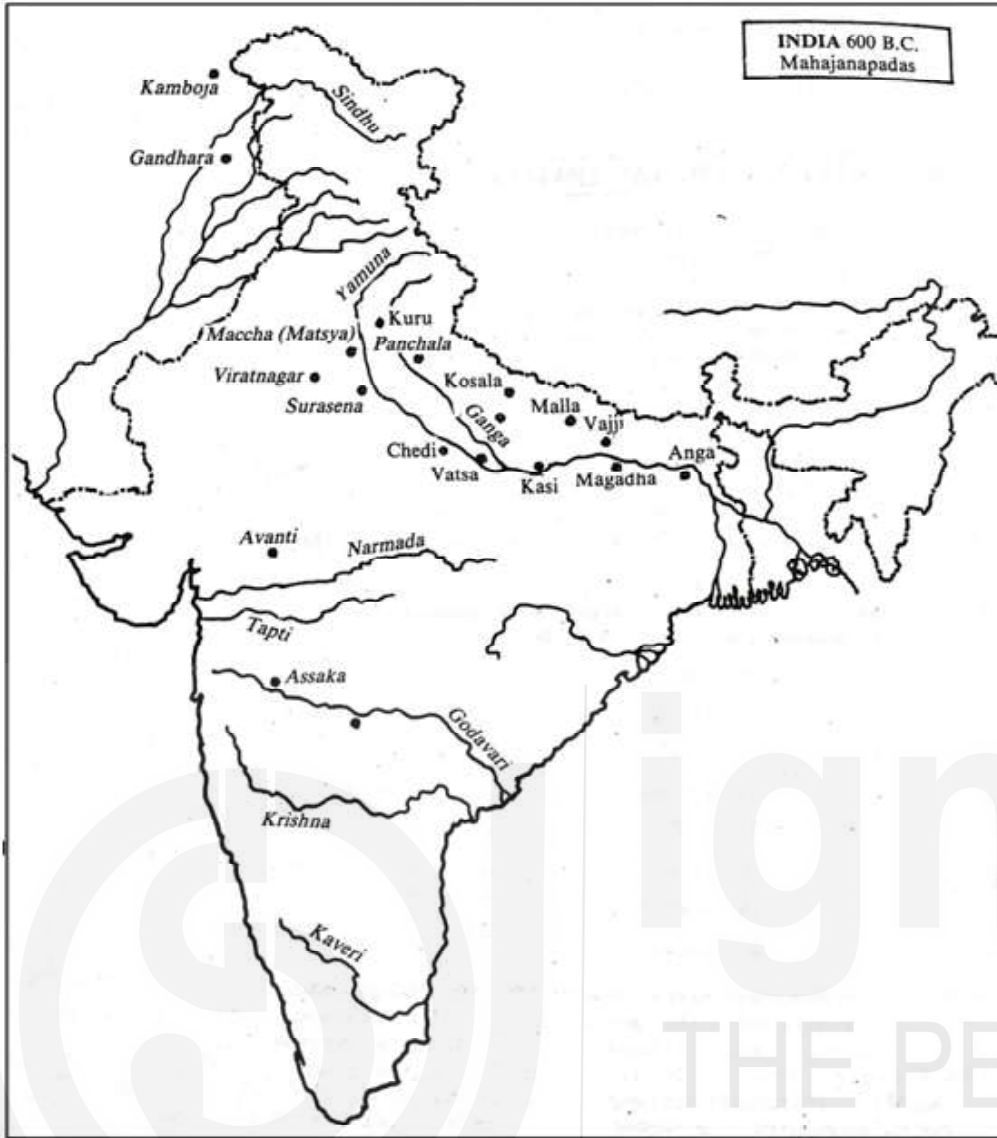 INDIA 600 B.C.
Mahajanapadas
Kamboja
Sindhu
Gandhara
Yamuna
Kuru
Maccha (Matsya)
Panchala
Viratnagar
Kosala
Surasena
Ganga
Malla
Vajji
Chedi
Anga
Vatsa
Kasi
Magadha
Avanti
Narmada
Tapti
Assaka
Godavari
Krishna
Kaveri
ign
THE PE